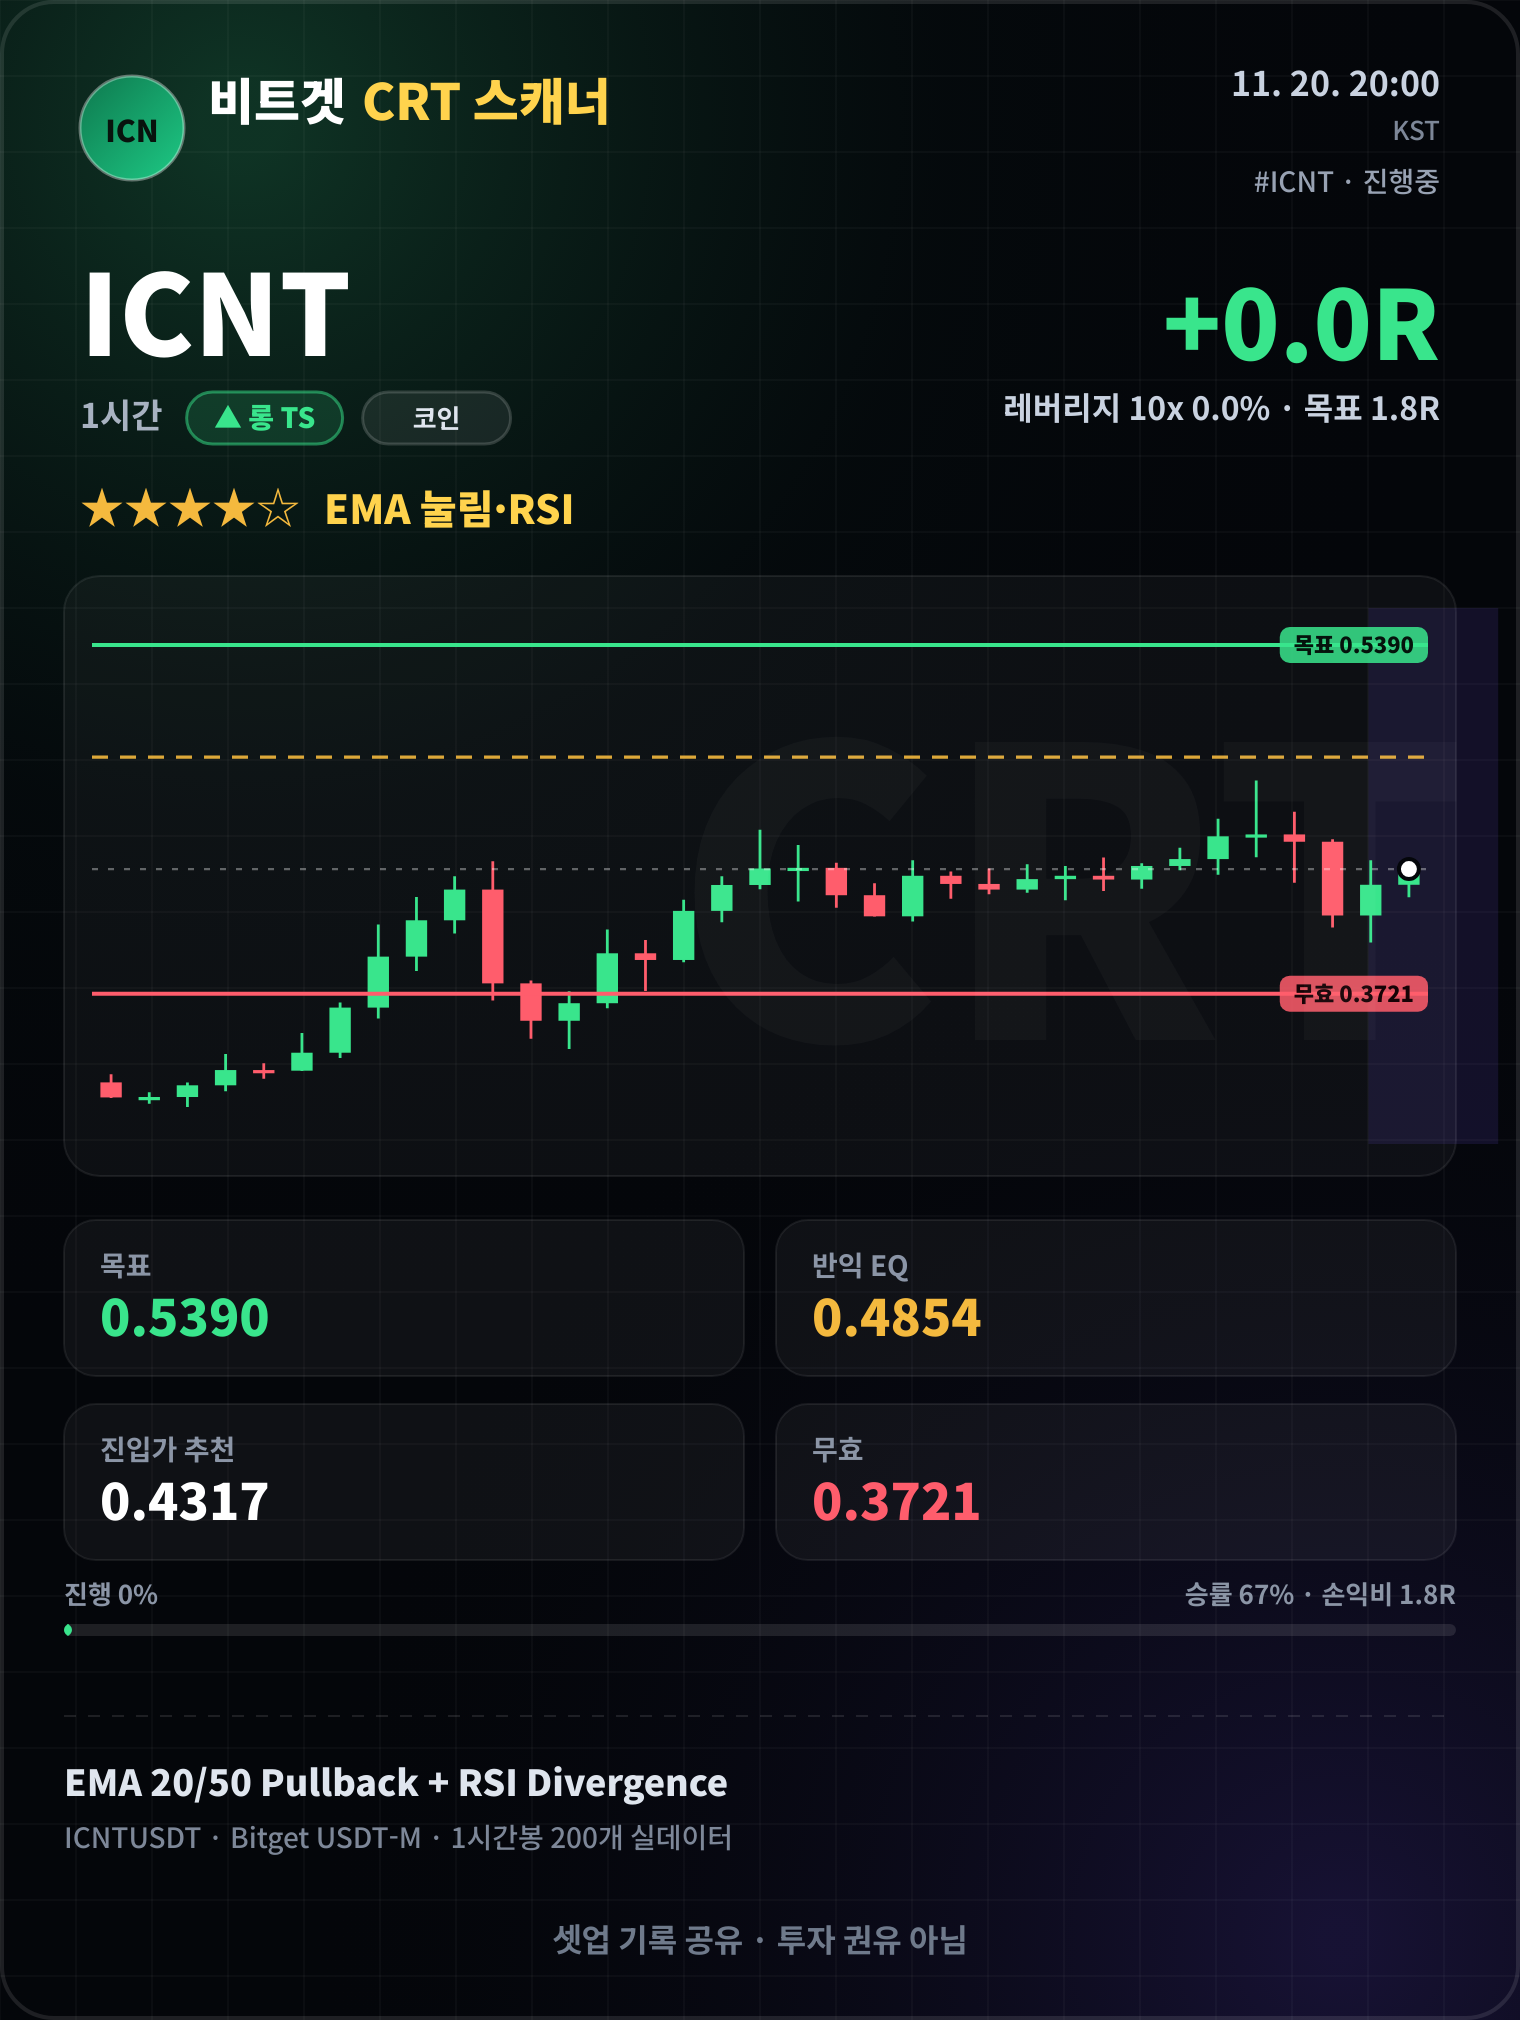 ICN
비트겟 CRT 스캐너
11. 20. 20:00
KST
#ICNT · 진행중
ICNT
+0.0R
1시간
▲ 롱 TS
코인
레버리지 10x 0.0% · 목표 1.8R
★★★★☆ EMA 눌림·RSI
목표 0.5390
CRT
무효 0.3721
목표
0.5390
반익 EQ
0.4854
진입가 추천
0.4317
무효
0.3721
진행 0%
승률 67% · 손익비 1.8R
EMA 20/50 Pullback + RSI Divergence
ICNTUSDT · Bitget USDT-M · 1시간봉 200개 실데이터
셋업 기록 공유 · 투자 권유 아님